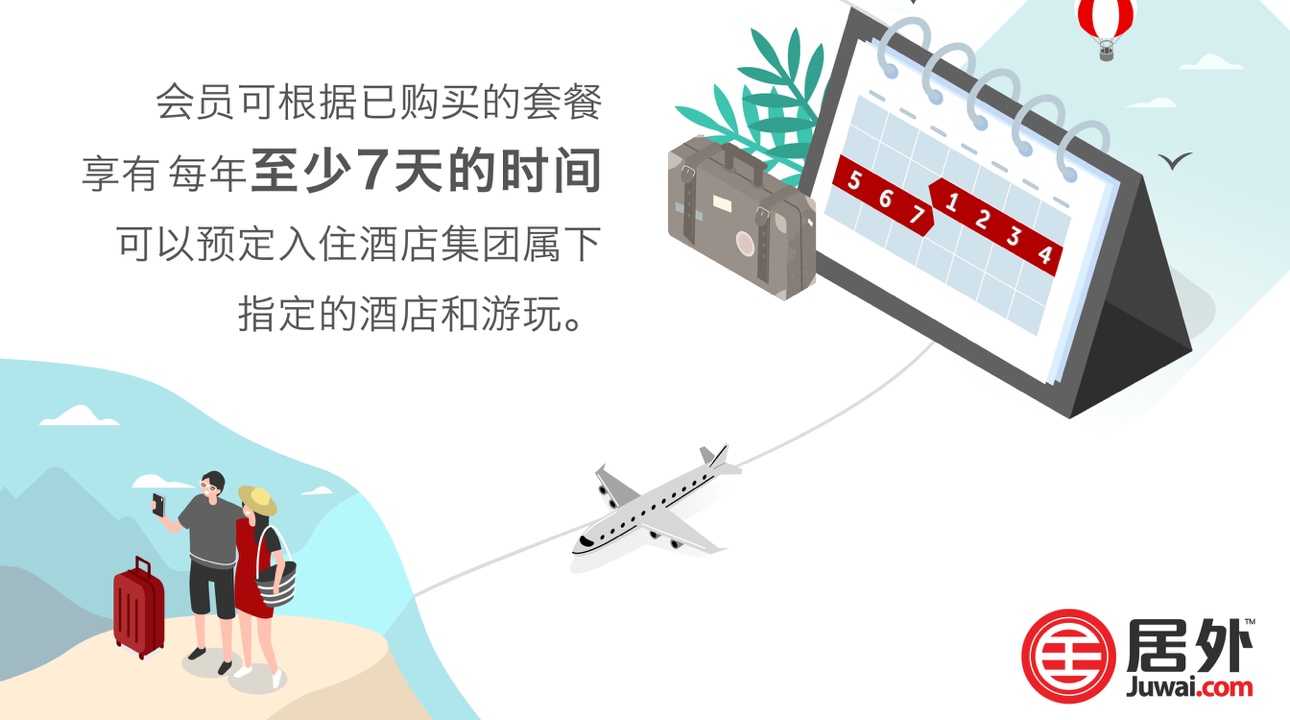 会员可根据已购买的套餐
享有 每年至少7天的时间
可以预定入住酒店集团属下
指定的酒店和游玩。
1 2 3 4
5 6 7
居外™
Juwai.com